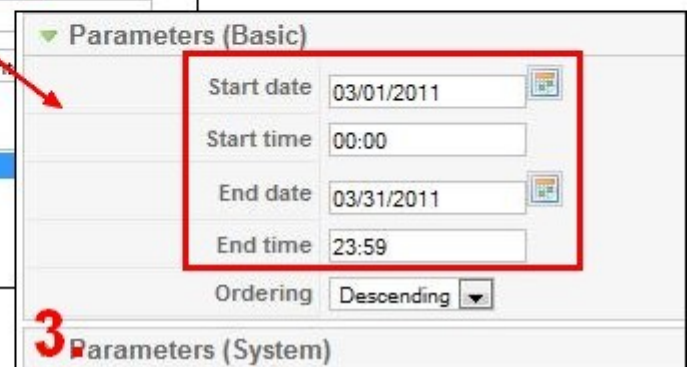 Parameters (Basic)
Start date 03/01/2011
Start time 00:00
End date 03/31/2011
End time 23:59
Ordering Descending
3.
Parameters (System)